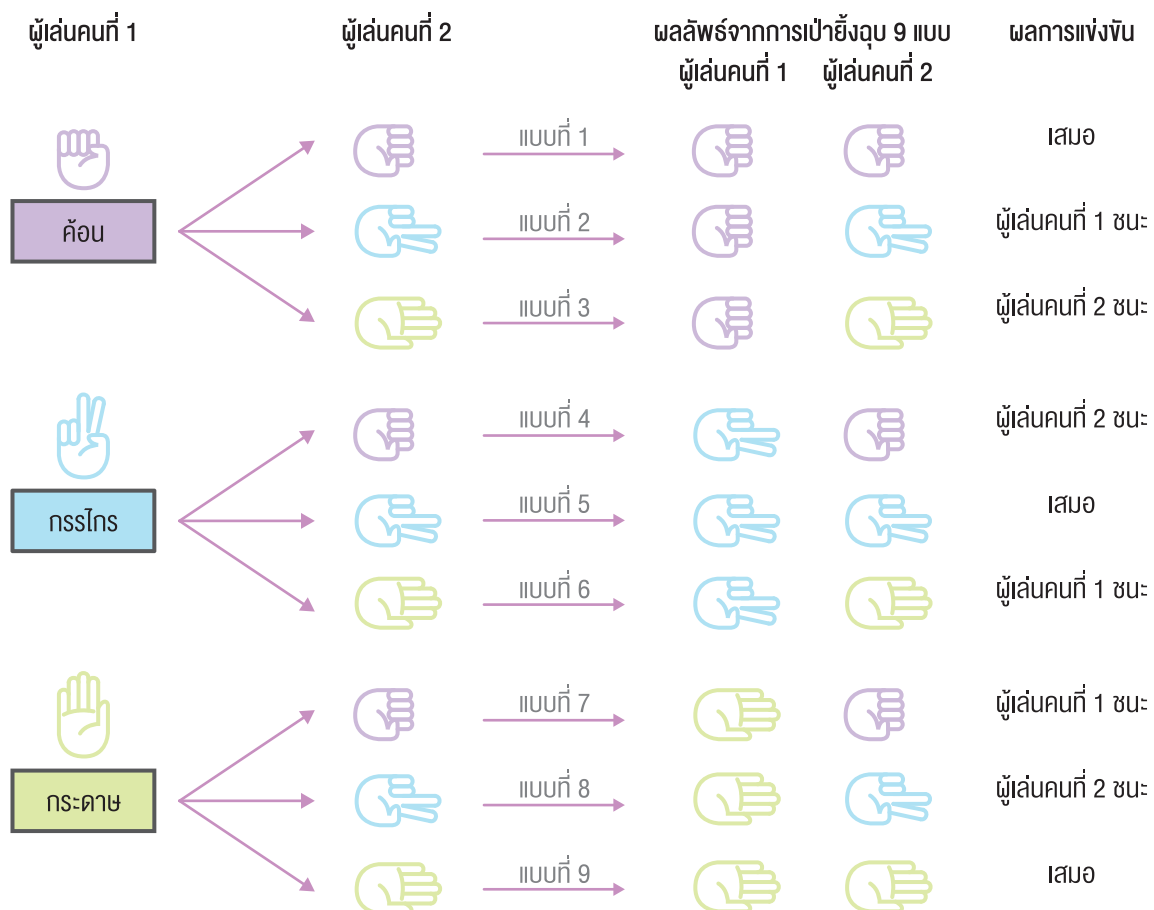 ผู้เล่นคนที่ 1 ผู้เล่นคนที่ 2 ผลลัพธ์จากการเป่ายิ้งฉุบ 9 แบบ ผลการแข่งขัน
ผู้เล่นคนที่ 1 ผู้เล่นคนที่ 2
แบบที่ 1 เสมอ
ค้อน แบบที่ 2 ผู้เล่นคนที่ 1 ชนะ
แบบที่ 3 ผู้เล่นคนที่ 2 ชนะ
แบบที่ 4 ผู้เล่นคนที่ 2 ชนะ
กรรไกร แบบที่ 5 เสมอ
แบบที่ 6 ผู้เล่นคนที่ 1 ชนะ
แบบที่ 7 ผู้เล่นคนที่ 1 ชนะ
กระดาษ แบบที่ 8 ผู้เล่นคนที่ 2 ชนะ
แบบที่ 9 เสมอ